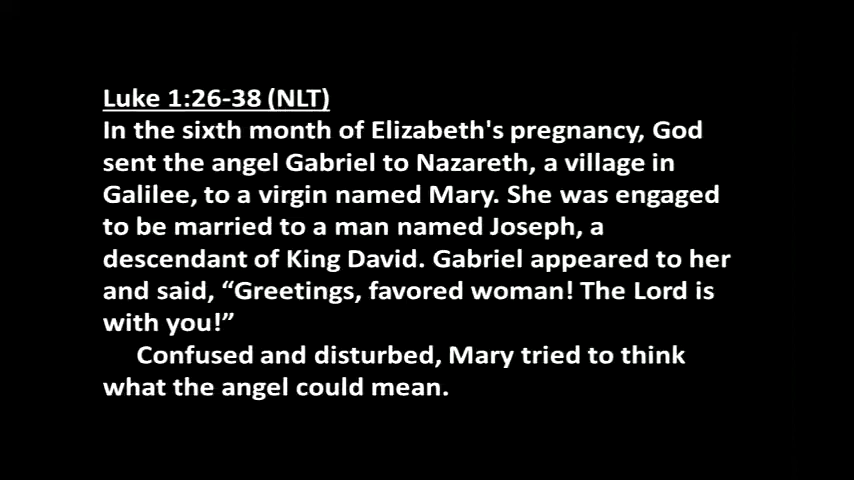 Luke 1:26-38 (NLT)
In the sixth month of Elizabeth's pregnancy, God
sent the angel Gabriel to Nazareth, a village in
Galilee, to a virgin named Mary. She was engaged
to be married to a man named Joseph, a
descendant of King David. Gabriel appeared to her
and said, “Greetings, favored woman! The Lord is
with you!”
Confused and disturbed, Mary tried to think
what the angel could mean.